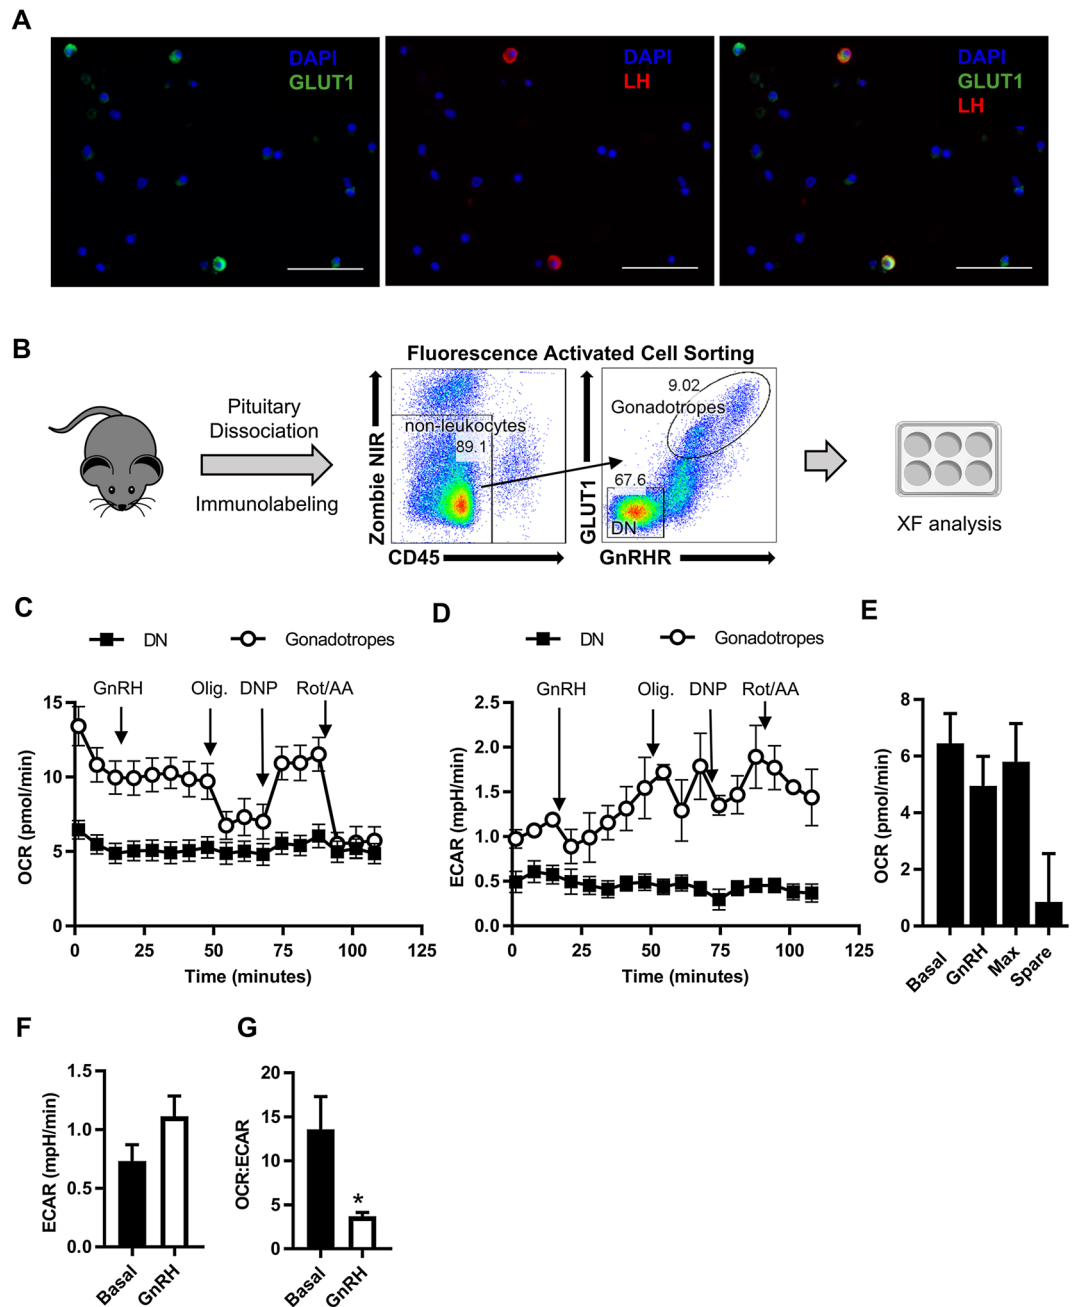 A
DAPI
GLUT1
DAPI
LH
DAPI
GLUT1
LH
B
Fluorescence Activated Cell Sorting
Pituitary
Dissociation
Immunolabeling
Zombie NIR
non-leukocytes
89.1
CD45
GLUT1
9.02
Gonadotropes
67.6
DN
GnRHR
XF analysis
C
DN
Gonadotropes
GnRH
Olig.
DNP
Rot/AA
OCR (pmol/min)
15
10
5
0
0
25
50
75
100
125
Time (minutes)
D
DN
Gonadotropes
GnRH
Olig.
DNP
Rot/AA
ECAR (mpH/min)
2.5
2.0
1.5
1.0
0.5
0.0
0
25
50
75
100
125
Time (minutes)
E
OCR (pmol/min)
8
6
4
2
0
Basal
GnRH
Max
Spare
F
ECAR (mpH/min)
1.5
1.0
0.5
0.0
Basal
GnRH
G
OCR:ECAR
20
15
10
5
0
*
Basal
GnRH